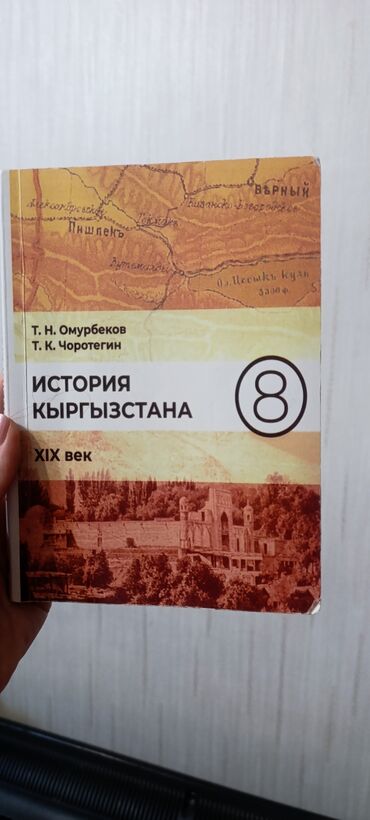 ВѢРНЫЙ
Пишпекъ
Т. Н. Омурбеков
Т. К. Чоротегин
ИСТОРИЯ
КЫРГЫЗСТАНА
8
XIX век